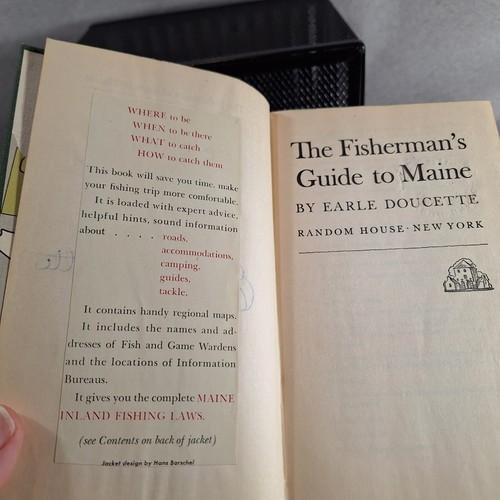 WHERE to be
WHEN to be there
WHAT to catch
HOW to catch them
This book will save you time, make
your fishing trip more comfortable.
It is loaded with expert advice,
helpful hints, sound information
about . . . . roads,
accommodations,
camping,
guides,
tackle.
It contains handy regional maps.
It includes the names and ad-
dresses of Fish and Game Wardens
and the locations of Information
Bureaus.
It gives you the complete MAINE
INLAND FISHING LAWS.
(see Contents on back of jacket)
Jacket design by Hans Barschel
The Fisherman's
Guide to Maine
BY EARLE DOUCETTE
RANDOM HOUSE · NEW YORK